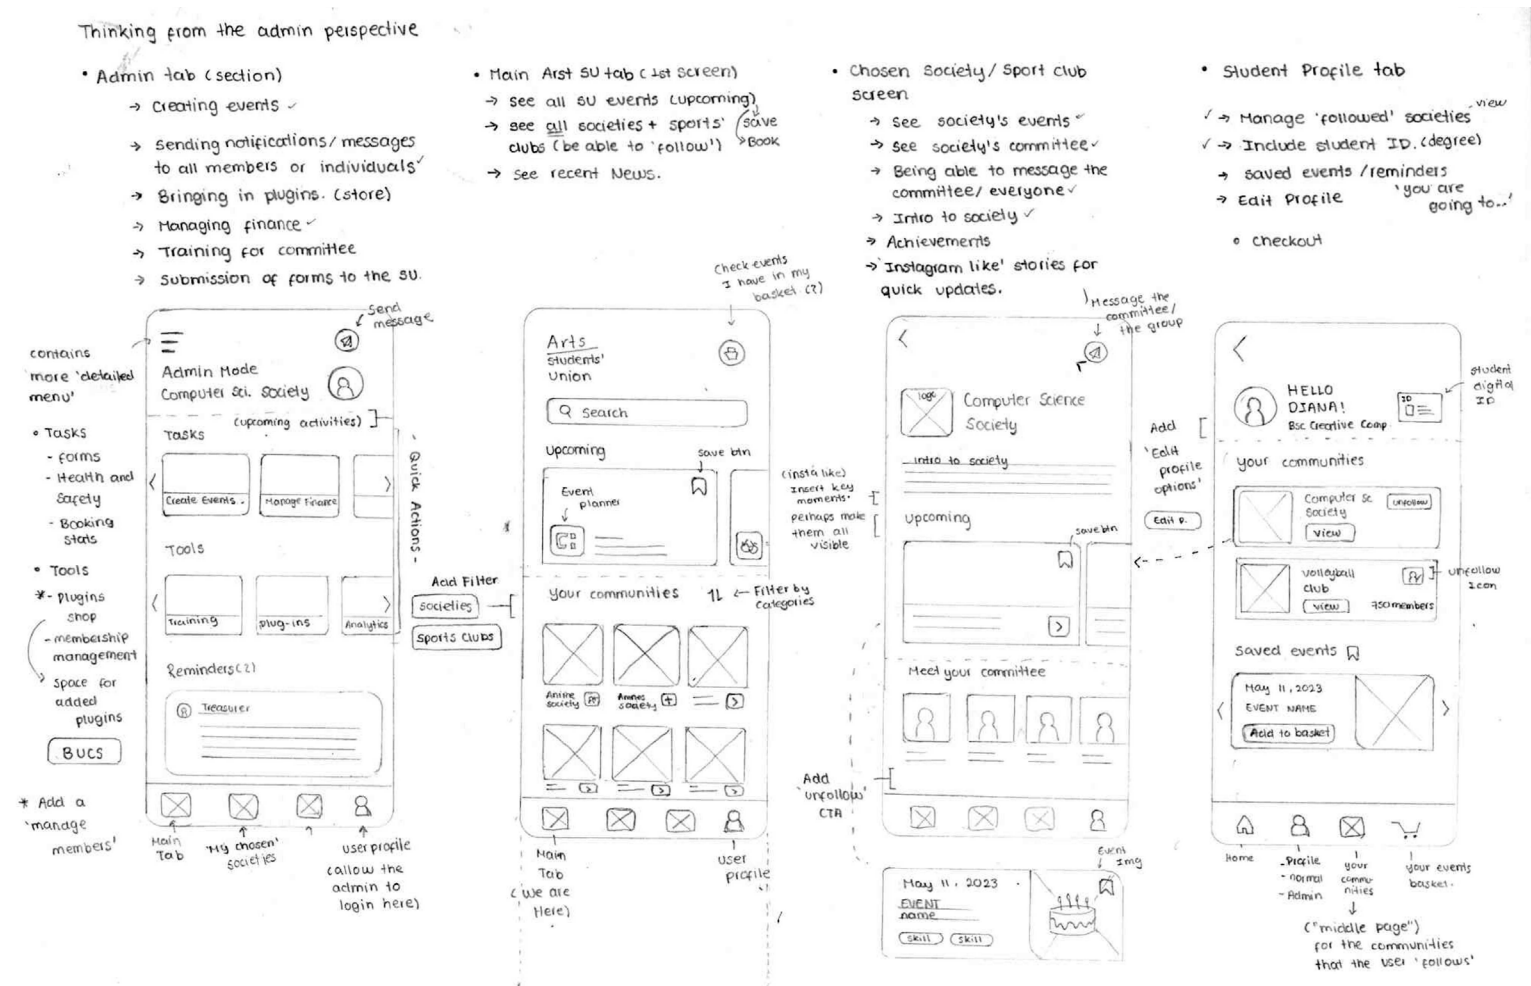 Thinking from the admin perspective
• Admin tab (section)
→ Creating events ✓
→ Sending notifications/messages
to all members or individuals ✓
→ Bringing in plugins. (store)
→ Managing finance ✓
→ Training for committee
→ Submission of forms to the SU.
• Main Arst SU tab (1st screen)
→ see all SU events (upcoming)
→ see all societies + sports'
clubs (be able to 'follow')
save
→ Book
→ see recent News.
• Chosen Society/Sport club
screen
→ See society's events ✓
→ See society's committee ✓
→ Being able to message the
committee/everyone ✓
→ Intro to society ✓
→ Achievements
→ 'Instagram like' stories for
quick updates.
• Student Profile tab
✓ → Manage 'followed' societies
view
✓ → Include student ID. (degree)
→ saved events/reminders
→ Edit Profile
'you are
going to..'
◦ checkout
Send
message
contains
more 'detailed
menu'
◦ Tasks
- forms
- Health and
safety
- Booking
stats
• Tools
*- plugins
shop
- membership
management
space for
added
plugins
BUCS
* Add a
'manage
members'
Admin Mode
Computer Sci. Society
(upcoming activities)
Tasks
Create Events.
Manage Finance
- Quick Actions -
Tools
Training
plug-ins
Analytics
Reminders(2)
Treasurer
Main
Tab
'My chosen'
societies
user profile
(allow the
admin to
login here)
Check events
I have in my
basket (?)
Arts
Students'
Union
Search
Upcoming
save btn
Event
planner
Add Filter
societies
Sports Clubs
Your communities
← Filter by
categories
Anime
society
society
Main
Tab
(we are
Here)
user
profile
Message the
committee/
the group
logo
Computer Science
Society
Intro to society
(insta like)
Insert key
moments.
perhaps make
them all
visible
Upcoming
save btn
Meet your committee
Add
'unfollow'
CTA
May 11, 2023
EVENT
name
skill
skill
Event
Img
student
digital
ID
HELLO
DIANA!
Bsc Creative Comp.
ID
Add
'Edit
profile
options'
Edit p.
your communities
Computer Sc
Society
unfollow
view
Volleyball
club
view
750 members
unfollow
Icon
Saved events
May 11, 2023
EVENT NAME
Add to basket
Home
- Profile
- normal
- Admin
your
commu-
nities
your events
basket.
("middle page")
for the communities
that the user 'follows'